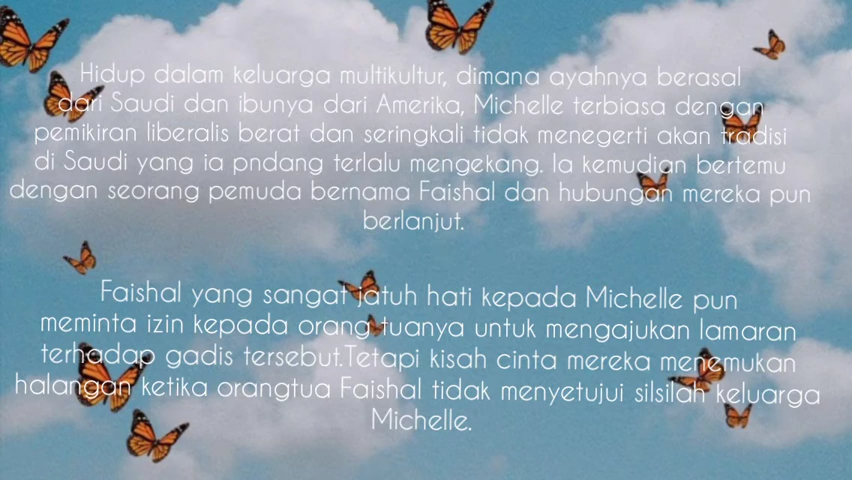 Hidup dalam keluarga multikultur, dimana ayahnya berasal
dari Saudi dan ibunya dari Amerika, Michelle terbiasa dengan
pemikiran liberalis berat dan seringkali tidak menegerti akan tradisi
di Saudi yang ia pndang terlalu mengekang. Ia kemudian bertemu
dengan seorang pemuda bernama Faishal dan hubungan mereka pun
berlanjut.
Faishal yang sangat jatuh hati kepada Michelle pun
meminta izin kepada orang tuanya untuk mengajukan lamaran
terhadap gadis tersebut.Tetapi kisah cinta mereka menemukan
halangan ketika orangtua Faishal tidak menyetujui silsilah keluarga
Michelle.